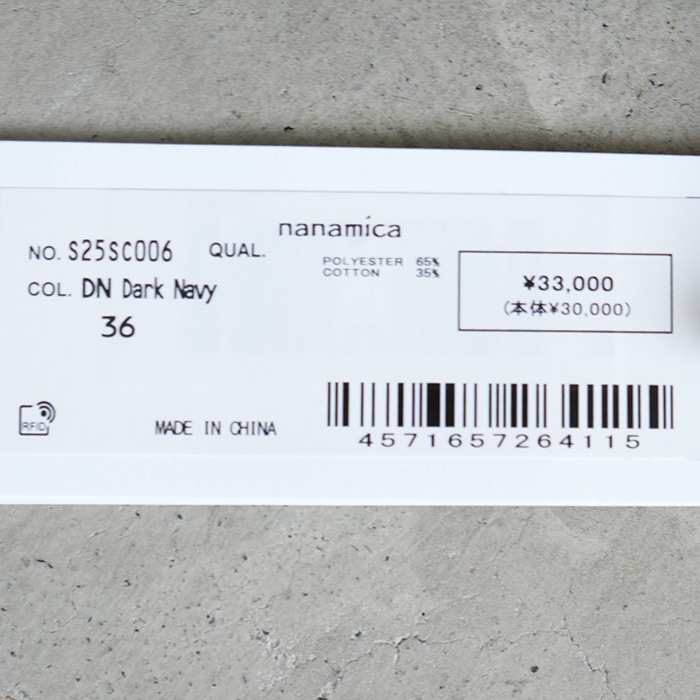 nanamica
NO. S25SC006 QUAL.
POLYESTER 65%
COTTON 35%
COL. DN Dark Navy
36
¥33,000
(本体¥30,000)
RFID
MADE IN CHINA
4571657264115